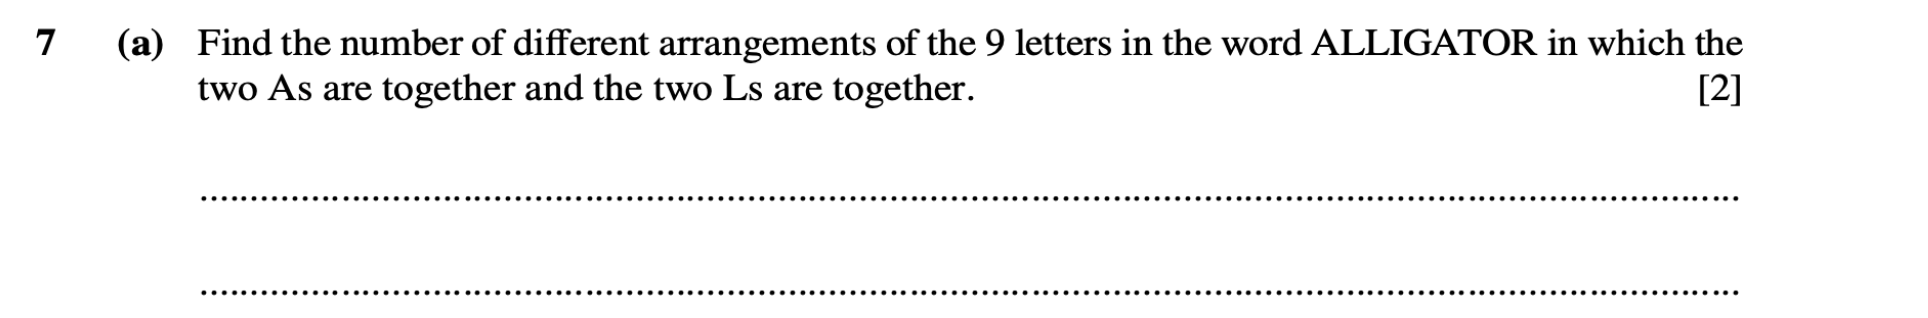 7 (a) Find the number of different arrangements of the 9 letters in the word ALLIGATOR in which the
two As are together and the two Ls are together. [2]